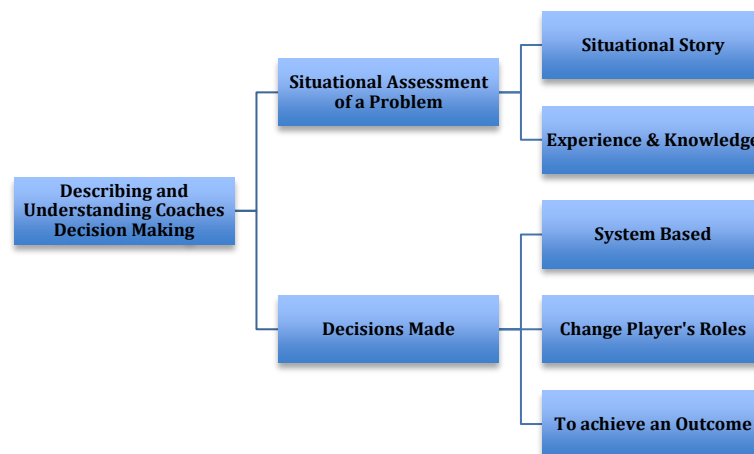 Describing and
Understanding Coaches
Decision Making
Situational Assessment
of a Problem
Situational Story
Experience & Knowledge
Decisions Made
System Based
Change Player's Roles
To achieve an Outcome